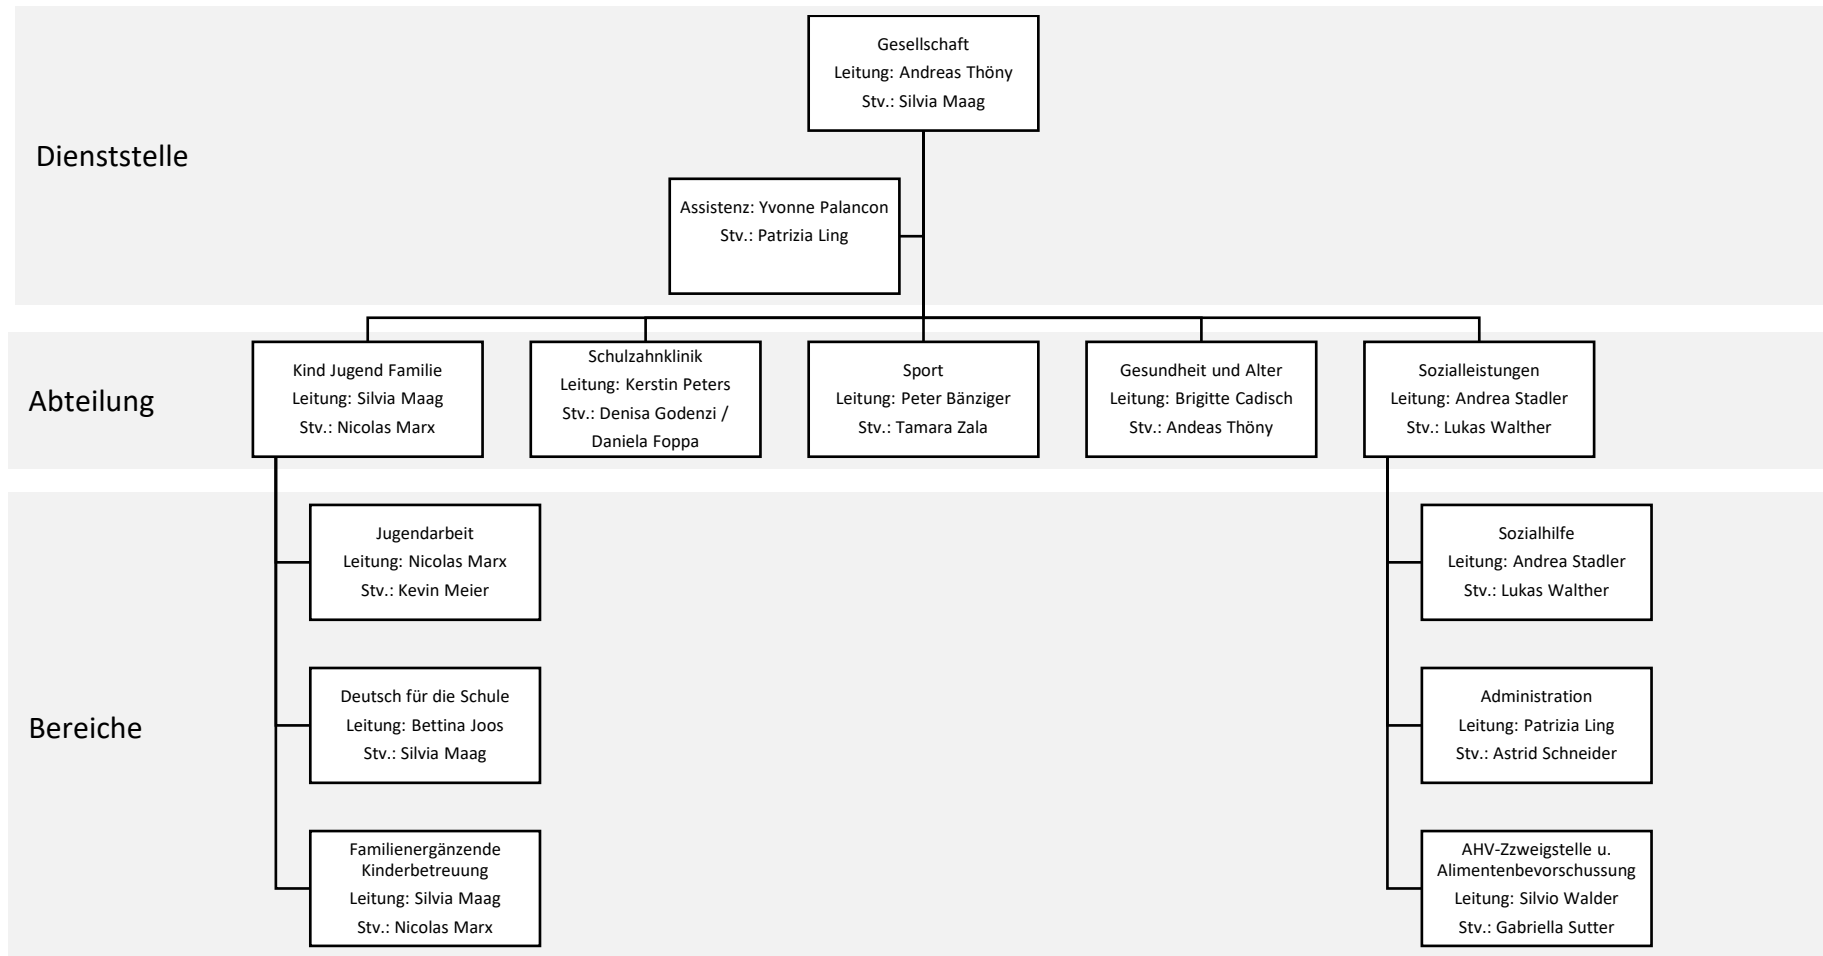 Dienststelle
Gesellschaft
Leitung: Andreas Thöny
Stv.: Silvia Maag
Assistenz: Yvonne Palancon
Stv.: Patrizia Ling
Abteilung
Kind Jugend Familie
Leitung: Silvia Maag
Stv.: Nicolas Marx
Schulzahnklinik
Leitung: Kerstin Peters
Stv.: Denisa Godenzi /
Daniela Foppa
Sport
Leitung: Peter Bänziger
Stv.: Tamara Zala
Gesundheit und Alter
Leitung: Brigitte Cadisch
Stv.: Andeas Thöny
Sozialleistungen
Leitung: Andrea Stadler
Stv.: Lukas Walther
Bereiche
Jugendarbeit
Leitung: Nicolas Marx
Stv.: Kevin Meier
Deutsch für die Schule
Leitung: Bettina Joos
Stv.: Silvia Maag
Familienergänzende
Kinderbetreuung
Leitung: Silvia Maag
Stv.: Nicolas Marx
Sozialhilfe
Leitung: Andrea Stadler
Stv.: Lukas Walther
Administration
Leitung: Patrizia Ling
Stv.: Astrid Schneider
AHV-Zzweigstelle u.
Alimentenbevorschussung
Leitung: Silvio Walder
Stv.: Gabriella Sutter